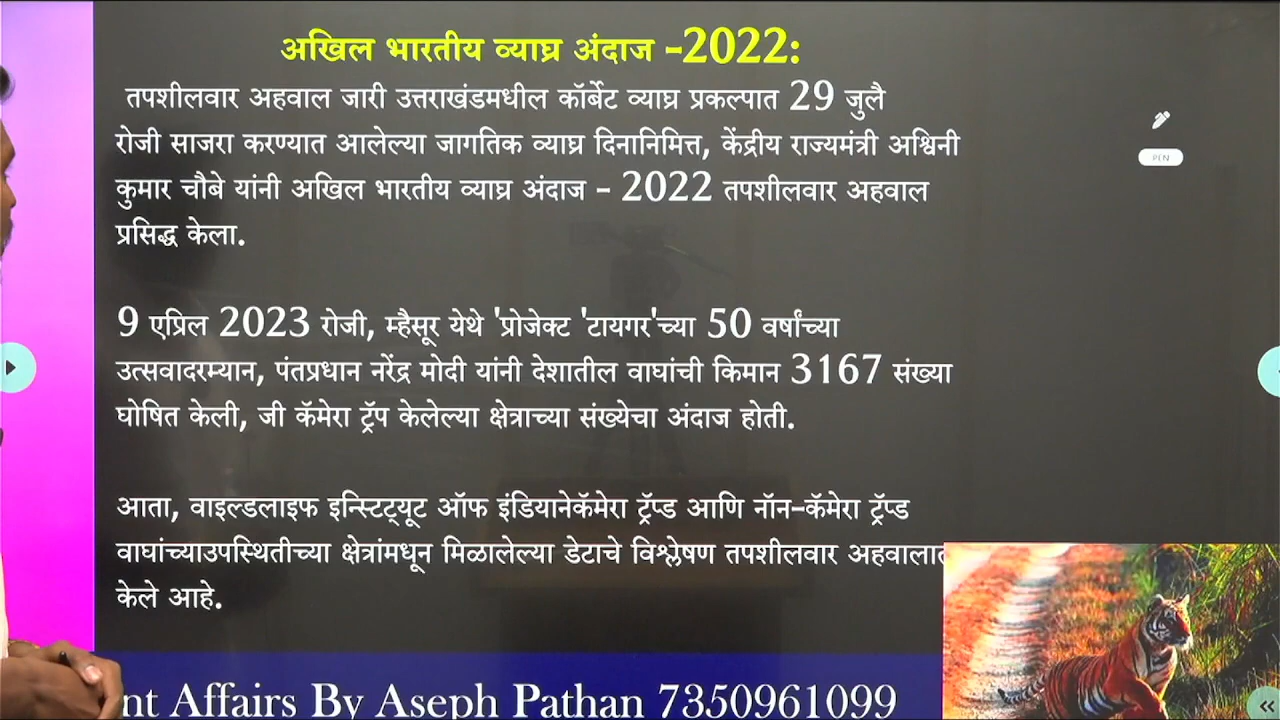 अखिल भारतीय व्याघ्र अंदाज -2022:
तपशीलवार अहवाल जारी उत्तराखंडमधील कॉर्बेट व्याघ्र प्रकल्पात 29 जुलै
रोजी साजरा करण्यात आलेल्या जागतिक व्याघ्र दिनानिमित्त, केंद्रीय राज्यमंत्री अश्विनी
कुमार चौबे यांनी अखिल भारतीय व्याघ्र अंदाज - 2022 तपशीलवार अहवाल
प्रसिद्ध केला.
PEN
9 एप्रिल 2023 रोजी, म्हैसूर येथे 'प्रोजेक्ट 'टायगर'च्या 50 वर्षांच्या
उत्सवादरम्यान, पंतप्रधान नरेंद्र मोदी यांनी देशातील वाघांची किमान 3167 संख्या
घोषित केली, जी कॅमेरा ट्रॅप केलेल्या क्षेत्राच्या संख्येचा अंदाज होती.
आता, वाइल्डलाइफ इन्स्टिट्यूट ऑफ इंडियानेकॅमेरा ट्रॅप्ड आणि नॉन-कॅमेरा ट्रॅप्ड
वाघांच्याउपस्थितीच्या क्षेत्रांमधून मिळालेल्या डेटाचे विश्लेषण तपशीलवार
केले आहे.
Affairs By Aseph Pathan 7350961099